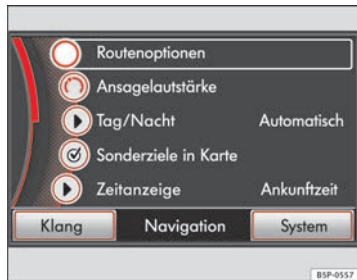 Routenoptionen
Ansagelautstärke
Tag/Nacht Automatisch
Sonderziele in Karte
Zeitanzeige Ankunftzeit
Klang Navigation System
B5P-0557